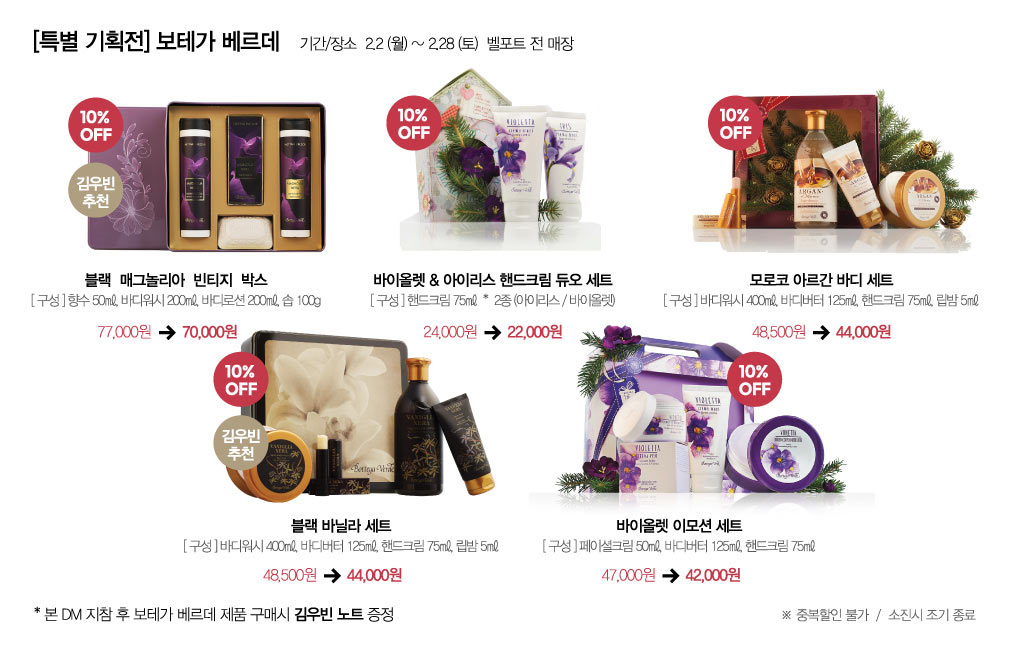 [특별 기획전] 보테가 베르데 기간/장소 2.2 (월) ~ 2.28 (토) 벨포트 전 매장
10% OFF
김우빈 추천
10% OFF
VIOLETTA
IRIS
10% OFF
ARGAN
블랙 매그놀리아 빈티지 박스
[ 구성 ] 향수 50㎖, 바디워시 200㎖, 바디로션 200㎖, 솝 100g
77,000원 → 70,000원
바이올렛 & 아이리스 핸드크림 듀오 세트
[ 구성 ] 핸드크림 75㎖ * 2종 (아이리스 / 바이올렛)
24,000원 → 22,000원
모로코 아르간 바디 세트
[ 구성 ] 바디워시 400㎖, 바디버터 125㎖, 핸드크림 75㎖, 립밤 5㎖
48,500원 → 44,000원
10% OFF
김우빈 추천
VANIGLIA NERA
Bottega Verde
10% OFF
VIOLETTA
VIOLETTA
VIOLETTA
블랙 바닐라 세트
[ 구성 ] 바디워시 400㎖, 바디버터 125㎖, 핸드크림 75㎖, 립밤 5㎖
48,500원 → 44,000원
바이올렛 이모션 세트
[ 구성 ] 페이셜크림 50㎖, 바디버터 125㎖, 핸드크림 75㎖
47,000원 → 42,000원
* 본 DM 지참 후 보테가 베르데 제품 구매시 김우빈 노트 증정
※ 중복할인 불가 / 소진시 조기 종료